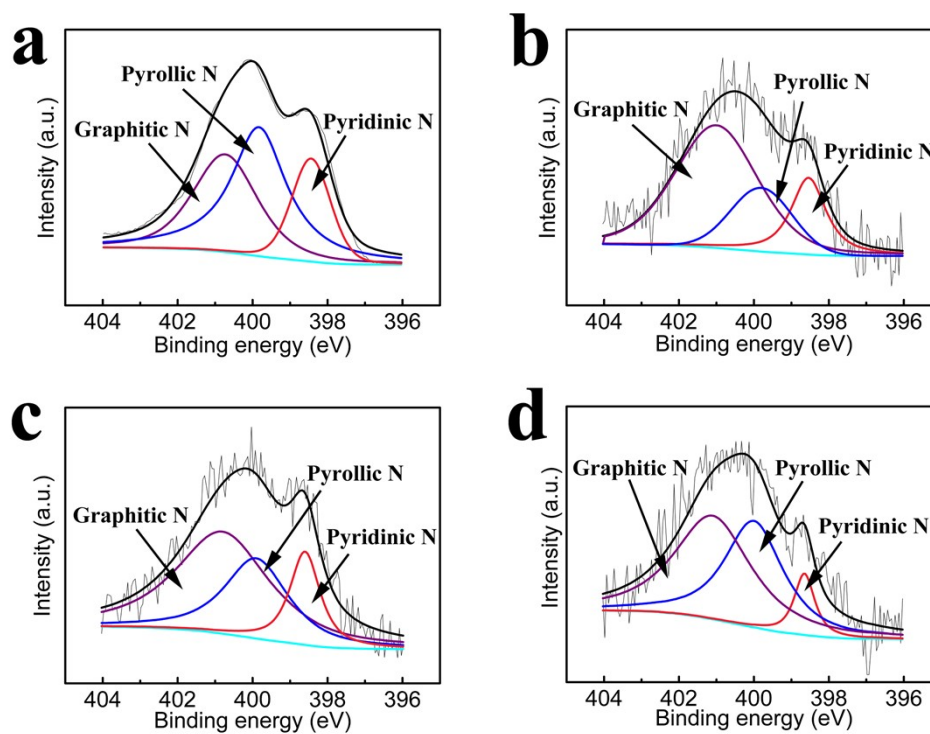 a
Pyrollic N
Graphitic N
Pyridinic N
Intensity (a.u.)
404 402 400 398 396
Binding energy (eV)
b
Graphitic N
Pyrollic N
Pyridinic N
Intensity (a.u.)
404 402 400 398 396
Binding energy (eV)
c
Graphitic N
Pyrollic N
Pyridinic N
Intensity (a.u.)
404 402 400 398 396
Binding energy (eV)
d
Graphitic N
Pyrollic N
Pyridinic N
Intensity (a.u.)
404 402 400 398 396
Binding energy (eV)